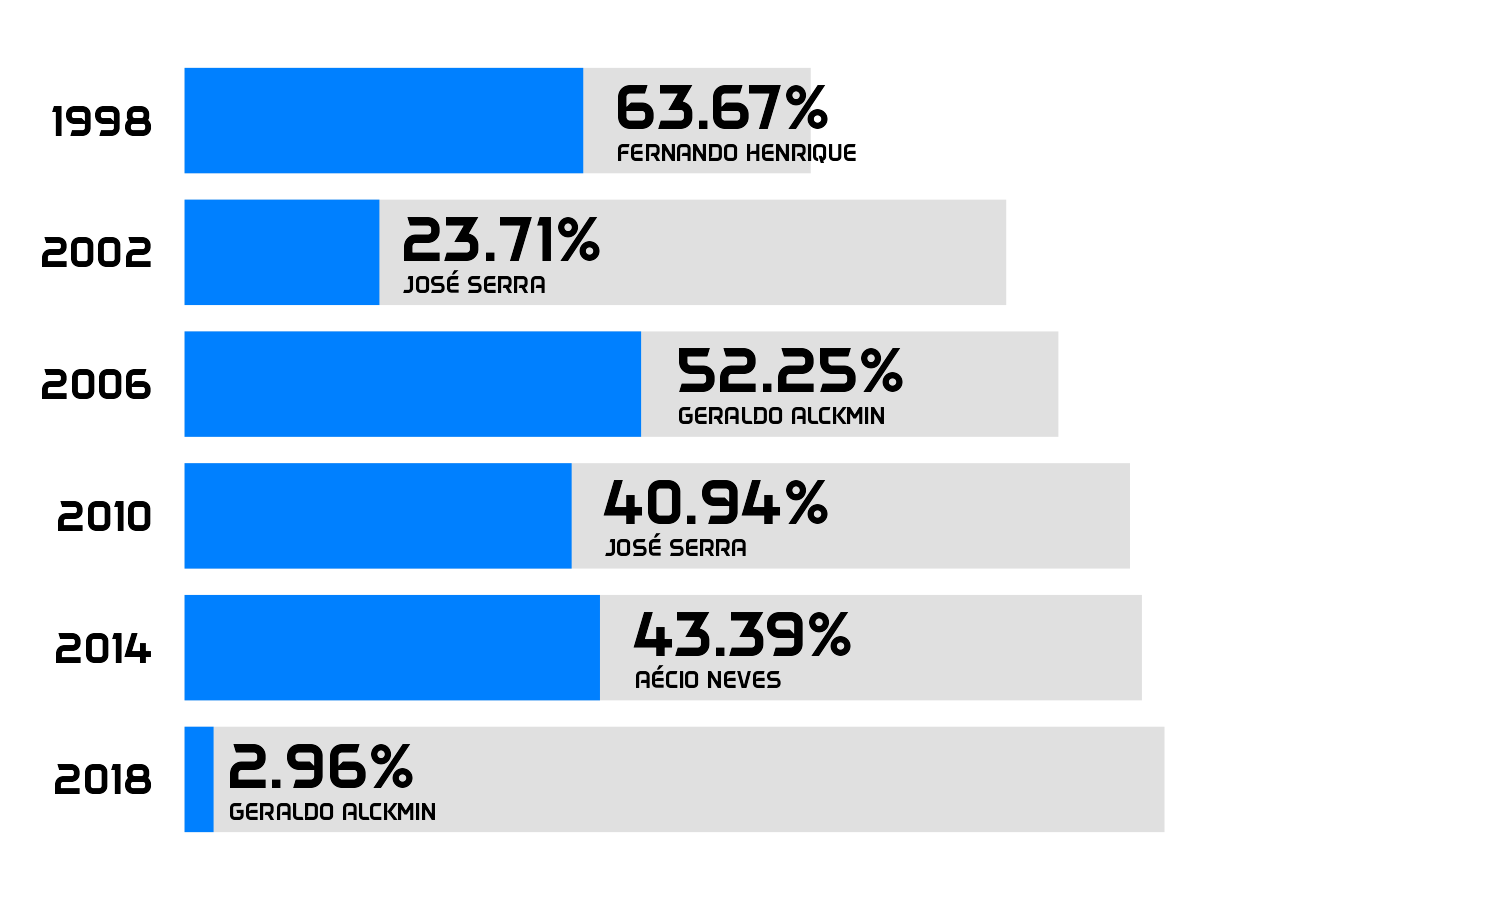 1998
63.67%
FERNANDO HENRIQUE
2002
23.71%
JOSÉ SERRA
2006
52.25%
GERALDO ALCKMIN
2010
40.94%
JOSÉ SERRA
2014
43.39%
AÉCIO NEVES
2018
2.96%
GERALDO ALCKMIN